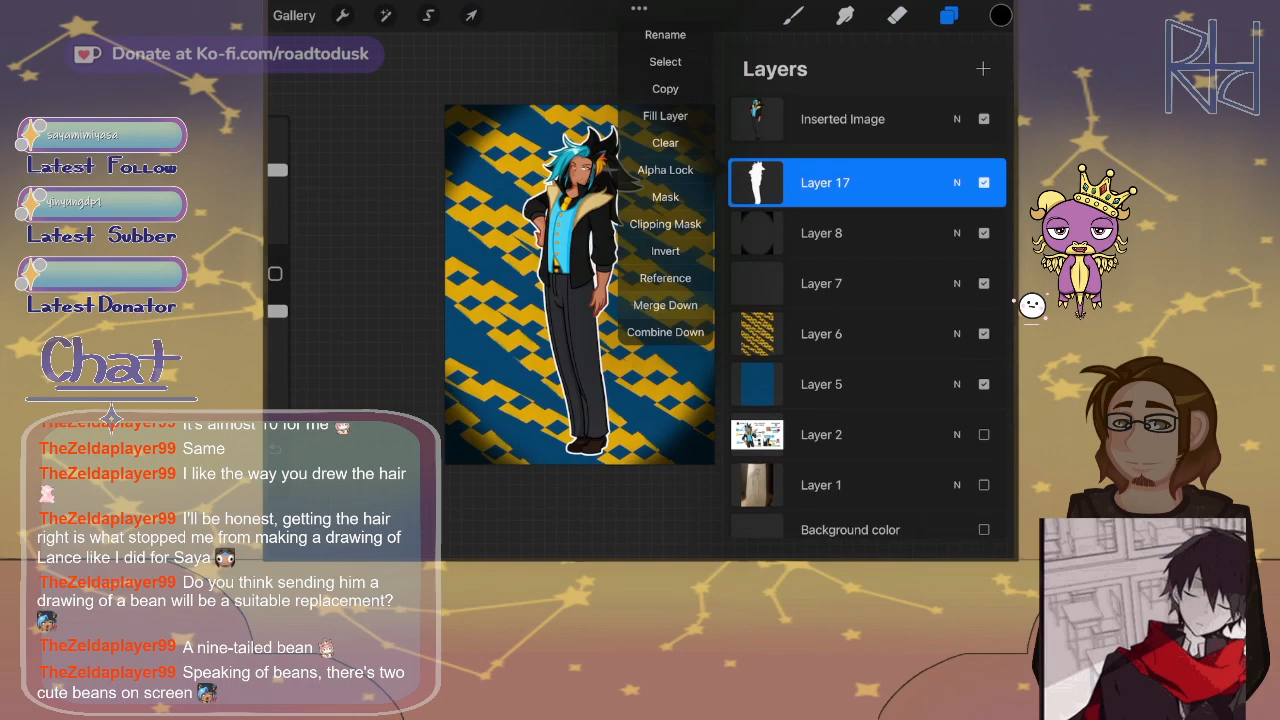 Gallery
Donate at Ko-fi.com/roadtodusk
sayamimiyasa
Latest Follow
yinyungdp1
Latest Subber
Latest Donator
Chat
TheZeldaplayer99 It's almost 10 for me
TheZeldaplayer99 Same
TheZeldaplayer99 I like the way you drew the hair
TheZeldaplayer99 I'll be honest, getting the hair
right is what stopped me from making a drawing of
Lance like I did for Saya
TheZeldaplayer99 Do you think sending him a
drawing of a bean will be a suitable replacement?
TheZeldaplayer99 A nine-tailed bean
TheZeldaplayer99 Speaking of beans, there's two
cute beans on screen
Rename
Select
Copy
Fill Layer
Clear
Alpha Lock
Mask
Clipping Mask
Invert
Reference
Merge Down
Combine Down
Layers
Inserted Image N
Layer 17 N
Layer 8 N
Layer 7 N
Layer 6 N
Layer 5 N
Layer 2 N
Layer 1 N
Background color